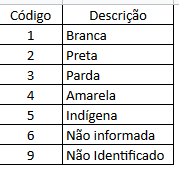 Código Descrição
1 Branca
2 Preta
3 Parda
4 Amarela
5 Indígena
6 Não informada
9 Não Identificado